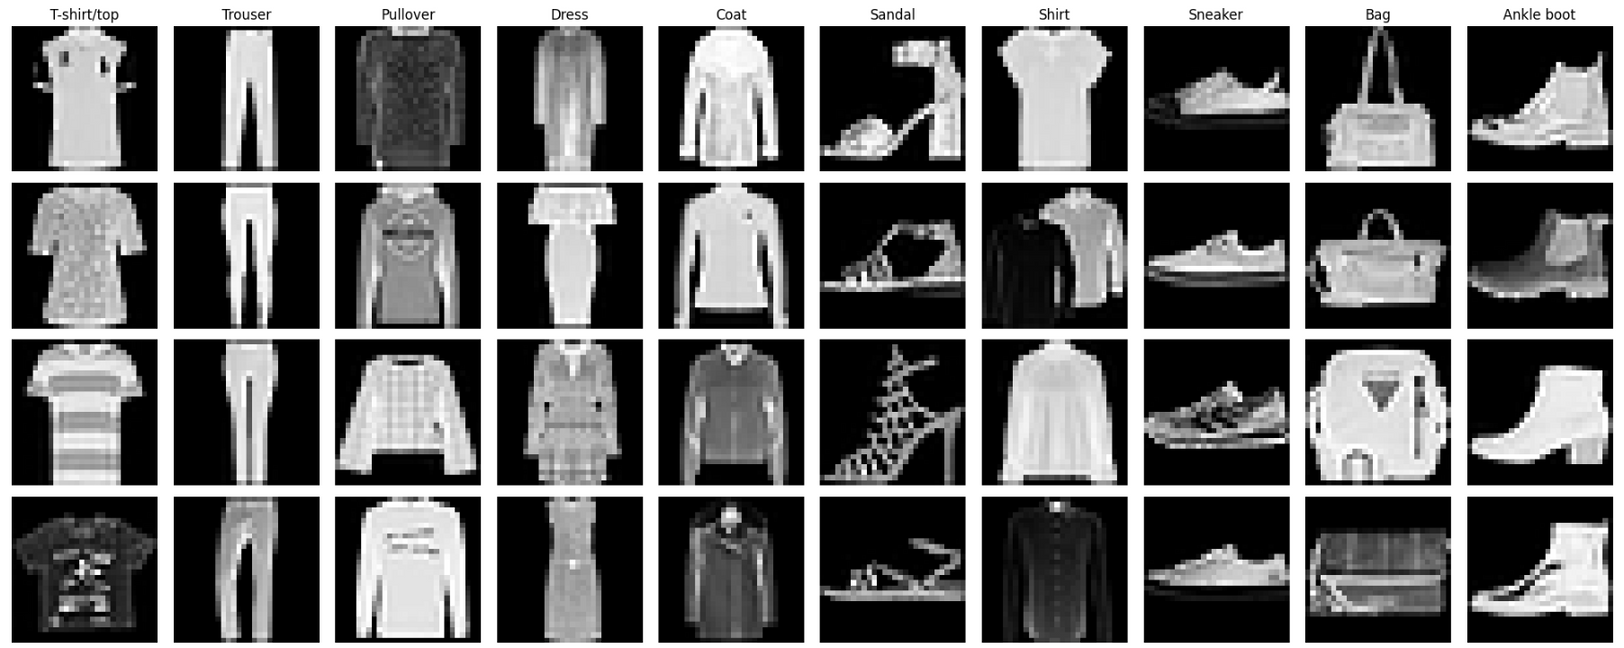 T-shirt/top Trouser Pullover Dress Coat Sandal Shirt Sneaker Bag Ankle boot